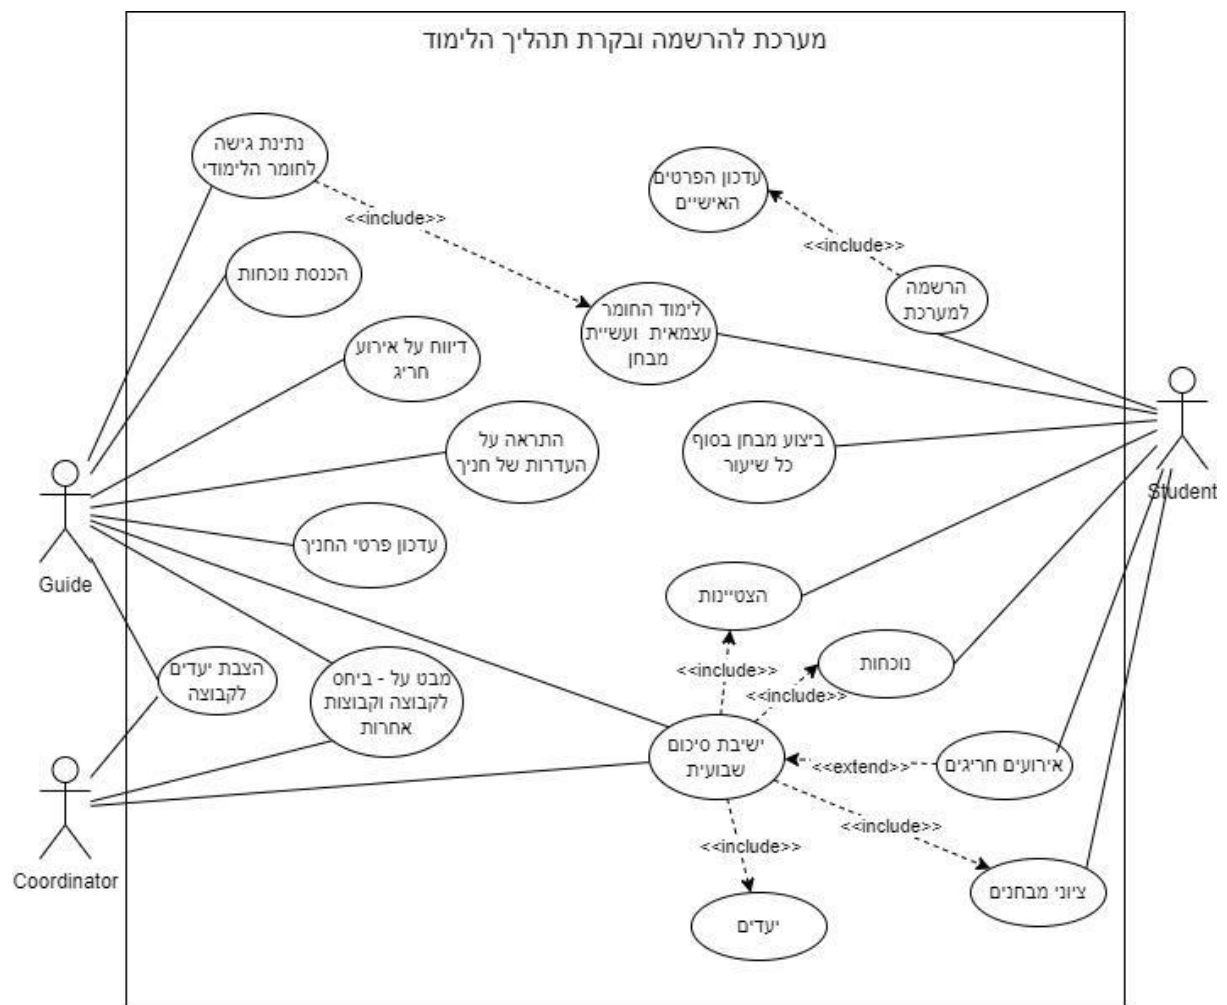 מערכת להרשמה ובקרת תהליך הלימוד
נתינת גישה
לחומר הלימודי
<<include>>
עדכון הפרטים
האישיים
<<include>>
הרשמה
למערכת
הכנסת נוכחות
לימוד החומר
עצמאית ועשיית
מבחן
דיווח על אירוע
חריג
התראה על
העדרות של חניך
ביצוע מבחן בסוף
כל שיעור
Student
Guide
עדכון פרטי החניך
הצטיינות
<<include>>
נוכחות
<<include>>
הצבת יעדים
לקבוצה
מבט על - ביחס
לקבוצה וקבוצות
אחרות
ישיבת סיכום
שבועית
<<extend>>
אירועים חריגים
<<include>>
<<include>>
Coordinator
ציוני מבחנים
יעדים